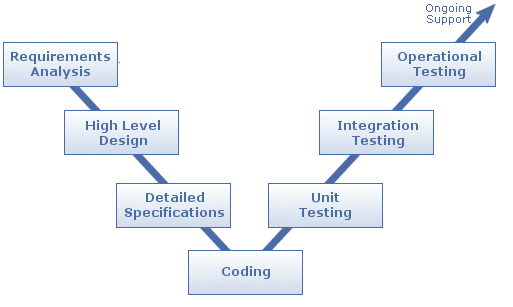 Ongoing
Support
Requirements
Analysis
Operational
Testing
High Level
Design
Integration
Testing
Detailed
Specifications
Unit
Testing
Coding